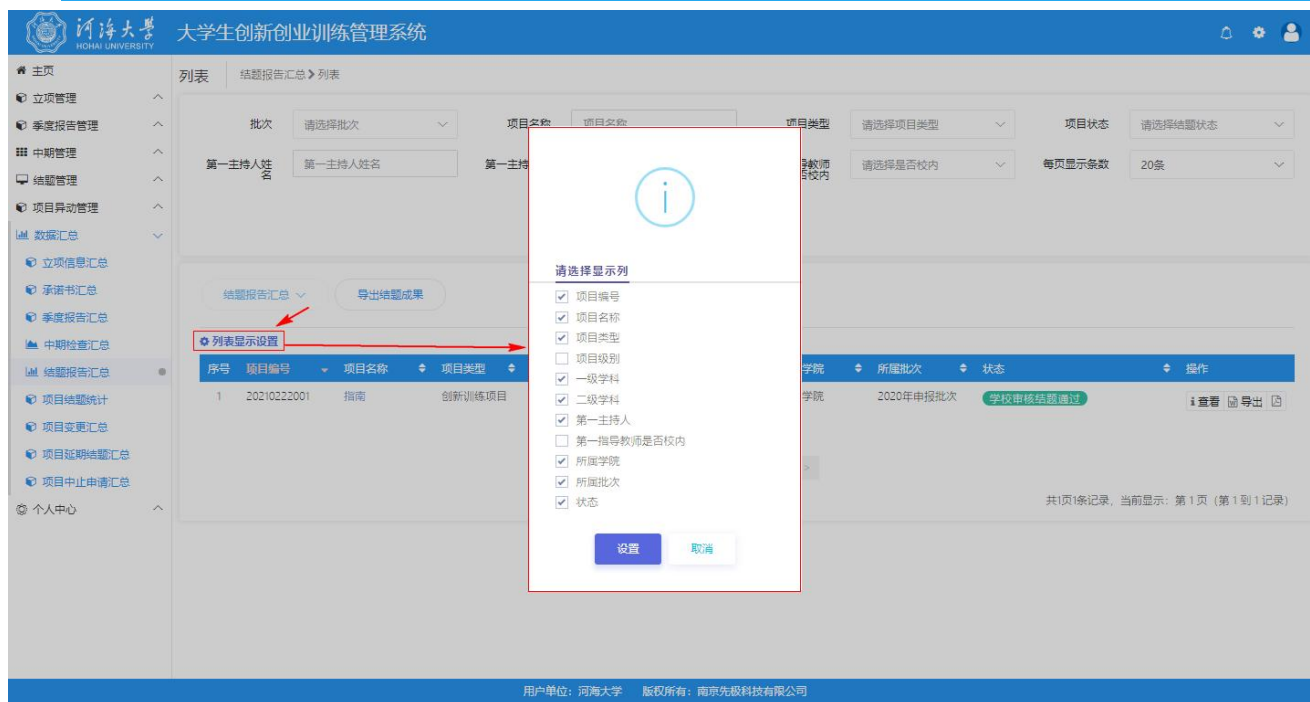 河海大学 大学生创新创业训练管理系统
HOHAI UNIVERSITY
主页
立项管理
季度报告管理
中期管理
结题管理
项目异动管理
数据汇总
立项信息汇总
承诺书汇总
季度报告汇总
中期检查汇总
结题报告汇总
项目结题统计
项目变更汇总
项目延期结题汇总
项目中止申请汇总
个人中心
列表 结题报告汇总 > 列表
批次 请选择批次 项目名称 项目名称 项目类型 请选择项目类型 项目状态 请选择结题状态
第一主持人姓名 第一主持人姓名 第一主持 导教师否校内 请选择是否校内 每页显示条数 20条
结题报告汇总 导出结题成果
列表显示设置
序号 项目编号 项目名称 项目类型 学院 所属批次 状态 操作
1 20210222001 指南 创新训练项目 学院 2020年申报批次 学校审核结题通过 查看 导出
>
共1页1条记录, 当前显示: 第 1 页 (第 1 到 1 记录)
i
请选择显示列
项目编号
项目名称
项目类型
项目级别
一级学科
二级学科
第一主持人
第一指导教师是否校内
所属学院
所属批次
状态
设置 取消
用户单位: 河海大学 版权所有: 南京先极科技有限公司